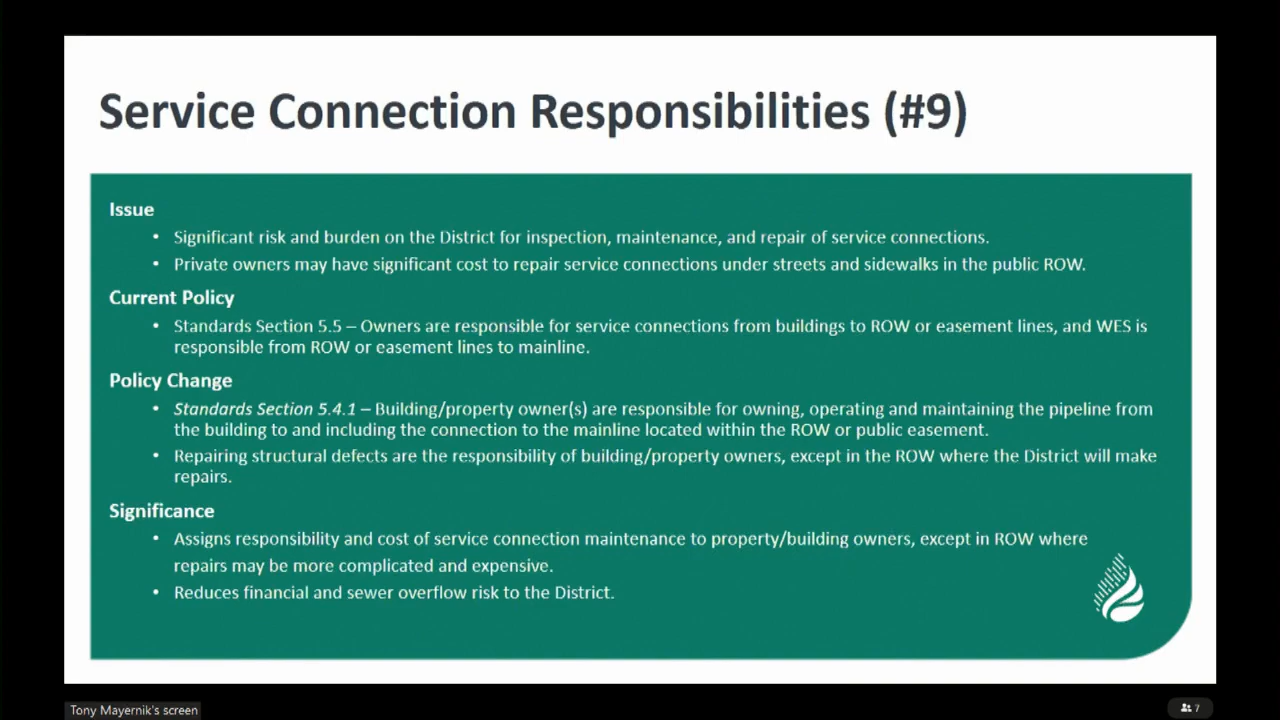 Service Connection Responsibilities (#9)
Issue
• Significant risk and burden on the District for inspection, maintenance, and repair of service connections.
• Private owners may have significant cost to repair service connections under streets and sidewalks in the public ROW.
Current Policy
• Standards Section 5.5 – Owners are responsible for service connections from buildings to ROW or easement lines, and WES is
responsible from ROW or easement lines to mainline.
Policy Change
• Standards Section 5.4.1 – Building/property owner(s) are responsible for owning, operating and maintaining the pipeline from
the building to and including the connection to the mainline located within the ROW or public easement.
• Repairing structural defects are the responsibility of building/property owners, except in the ROW where the District will make
repairs.
Significance
• Assigns responsibility and cost of service connection maintenance to property/building owners, except in ROW where
repairs may be more complicated and expensive.
• Reduces financial and sewer overflow risk to the District.
Tony Mayernik's screen
7